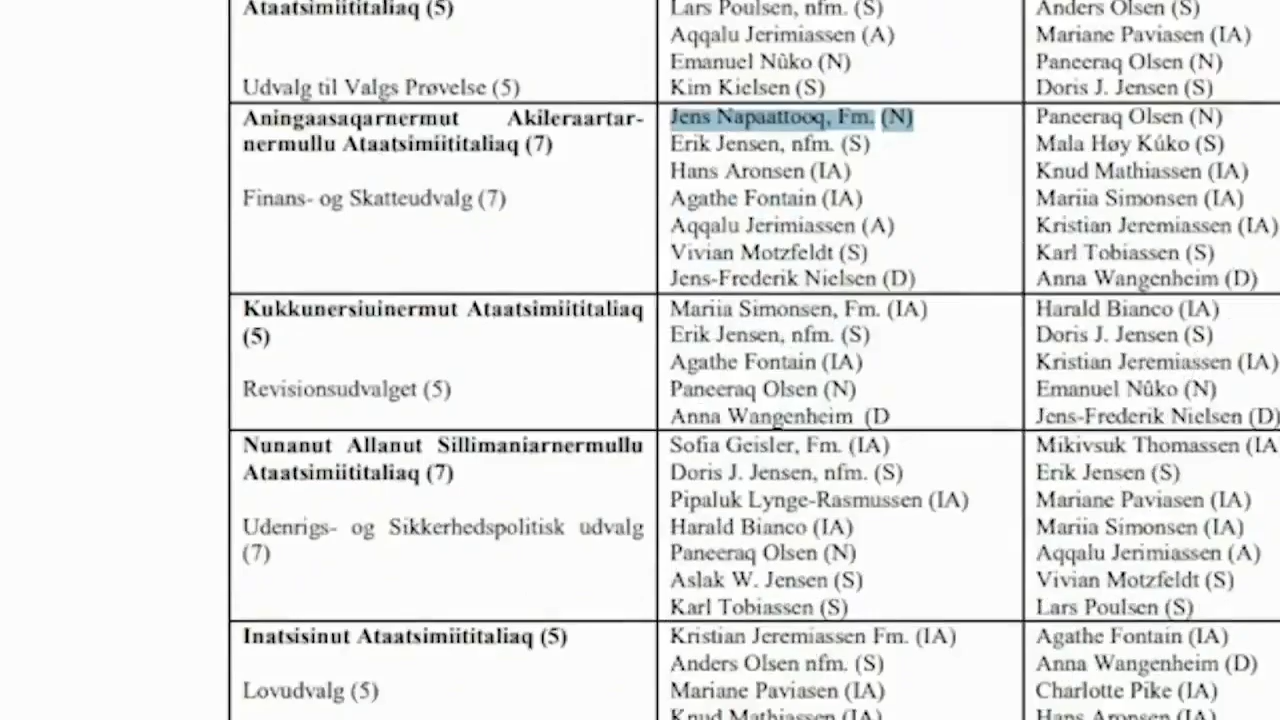 Ataatsimiititaliaq (5)
Udvalg til Valgs Prøvelse (5)
Lars Poulsen, nfm. (S)
Aqqalu Jerimiassen (A)
Emanuel Nûko (N)
Kim Kielsen (S)
Anders Olsen (S)
Mariane Paviasen (IA)
Paneeraq Olsen (N)
Doris J. Jensen (S)
Aningaasaqarnermut Akileraartar-
nermullu Ataatsimiititaliaq (7)
Finans- og Skatteudvalg (7)
Jens Napaattooq, Fm. (N)
Erik Jensen, nfm. (S)
Hans Aronsen (IA)
Agathe Fontain (IA)
Aqqalu Jerimiassen (A)
Vivian Motzfeldt (S)
Jens-Frederik Nielsen (D)
Paneeraq Olsen (N)
Mala Høy Kúko (S)
Knud Mathiassen (IA)
Mariia Simonsen (IA)
Kristian Jeremiassen (IA)
Karl Tobiassen (S)
Anna Wangenheim (D)
Kukkunersiuinermut Ataatsimiititaliaq
(5)
Revisionsudvalget (5)
Mariia Simonsen, Fm. (IA)
Erik Jensen, nfm. (S)
Agathe Fontain (IA)
Paneeraq Olsen (N)
Anna Wangenheim (D
Harald Bianco (IA)
Doris J. Jensen (S)
Kristian Jeremiassen (IA)
Emanuel Nûko (N)
Jens-Frederik Nielsen (D)
Nunanut Allanut Sillimaniarnermullu
Ataatsimiititaliaq (7)
Udenrigs- og Sikkerhedspolitisk udvalg
(7)
Sofia Geisler, Fm. (IA)
Doris J. Jensen, nfm. (S)
Pipaluk Lynge-Rasmussen (IA)
Harald Bianco (IA)
Paneeraq Olsen (N)
Aslak W. Jensen (S)
Karl Tobiassen (S)
Mikivsuk Thomassen (IA
Erik Jensen (S)
Mariane Paviasen (IA)
Mariia Simonsen (IA)
Aqqalu Jerimiassen (A)
Vivian Motzfeldt (S)
Lars Poulsen (S)
Inatsisinut Ataatsimiititaliaq (5)
Lovudvalg (5)
Kristian Jeremiassen Fm. (IA)
Anders Olsen nfm. (S)
Mariane Paviasen (IA)
Knud Mathiassen (IA)
Agathe Fontain (IA)
Anna Wangenheim (D)
Charlotte Pike (IA)
Hans Aronsen (IA)